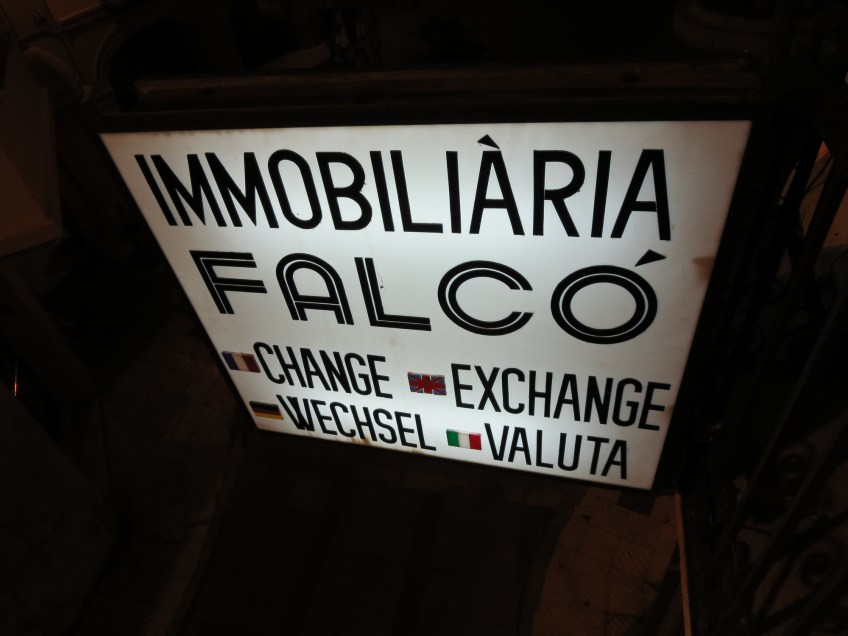 IMMOBILIÀRIA
FALCÓ
CHANGE EXCHANGE
WECHSEL VALUTA